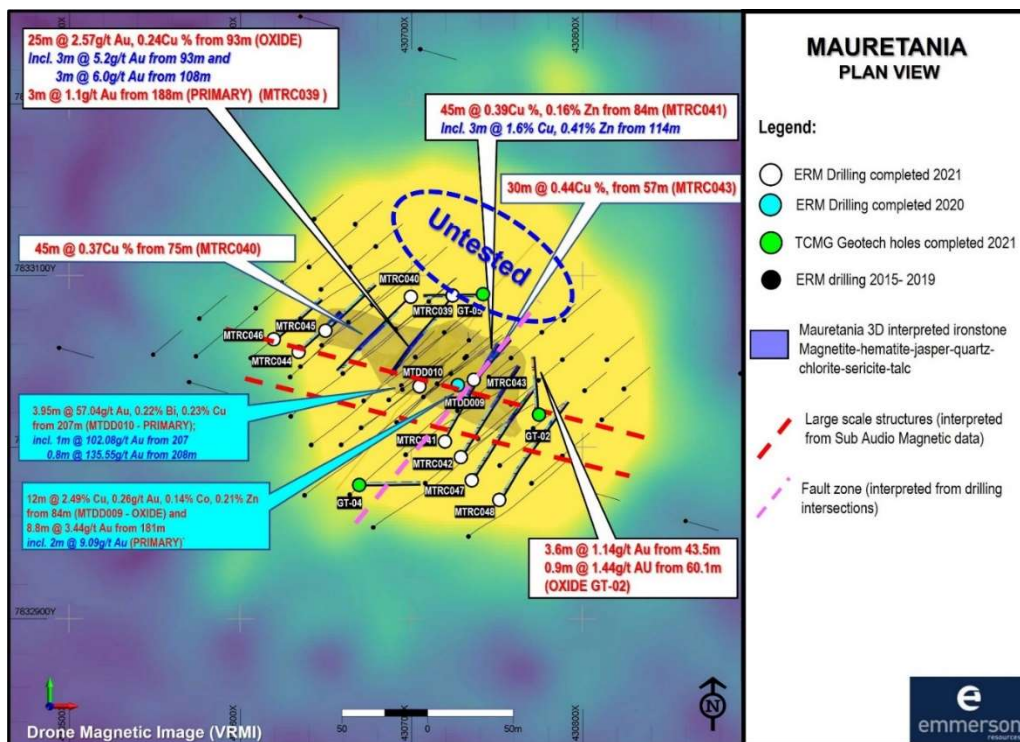 25m @ 2.57g/t Au, 0.24Cu % from 93m (OXIDE)
Incl. 3m @ 5.2g/t Au from 93m and
3m @ 6.0g/t Au from 108m
3m @ 1.1g/t Au from 188m (PRIMARY) (MTRC039 )
430700X
430800X
45m @ 0.39Cu %, 0.16% Zn from 84m (MTRC041)
Incl. 3m @ 1.6% Cu, 0.41% Zn from 114m
30m @ 0.44Cu %, from 57m (MTRC043)
45m @ 0.37Cu % from 75m (MTRC040)
Untested
7833100Y
MTRC040
MTRC039
GT-05
MTRC046
MTRC045
MTRC044
MTDD010
MTRC043
MTDD009
GT-02
MTRC041
MTRC042
MTRC047
MTRC048
GT-04
3.95m @ 57.04g/t Au, 0.22% Bi, 0.23% Cu
from 207m (MTDD010 - PRIMARY);
incl. 1m @ 102.08g/t Au from 207
0.8m @ 135.55g/t Au from 208m
12m @ 2.49% Cu, 0.26g/t Au, 0.14% Co, 0.21% Zn
from 84m (MTDD009 - OXIDE) and
8.8m @ 3.44g/t Au from 181m
incl. 2m @ 9.09g/t Au (PRIMARY)
3.6m @ 1.14g/t Au from 43.5m
0.9m @ 1.44g/t AU from 60.1m
(OXIDE GT-02)
7832900Y
430700X
430800X
50m
0
50m
N
Drone Magnetic Image (VRMI)
MAURETANIA
PLAN VIEW
Legend:
ERM Drilling completed 2021
ERM Drilling completed 2020
TCMG Geotech holes completed 2021
ERM drilling 2015- 2019
Mauretania 3D interpreted ironstone
Magnetite-hematite-jasper-quartz-
chlorite-sericite-talc
Large scale structures (interpreted
from Sub Audio Magnetic data)
Fault zone (interpreted from drilling
intersections)
e
emmerson
resources